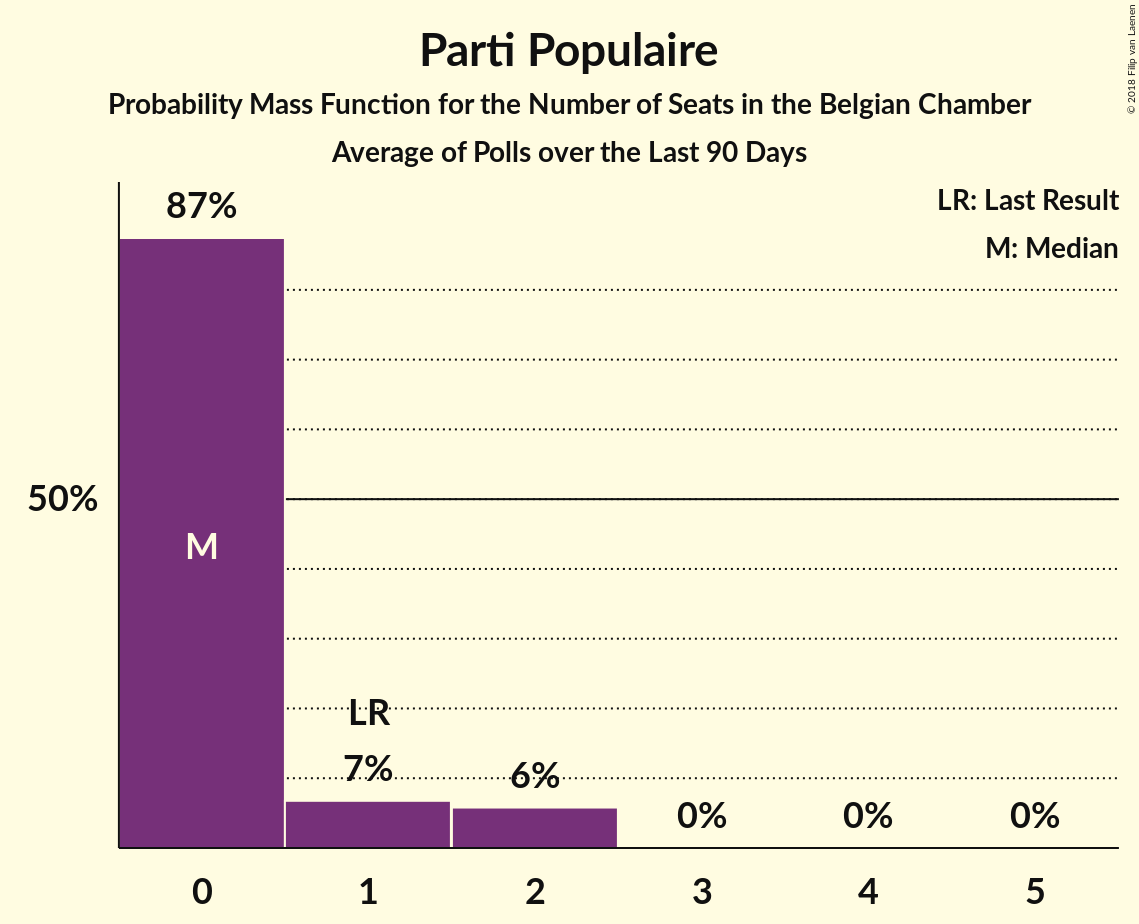 Parti Populaire
Probability Mass Function for the Number of Seats in the Belgian Chamber
Average of Polls over the Last 90 Days
© 2018 Filip van Laenen
LR: Last Result
M: Median
87%
50%
M
LR
7%
6%
0%
0%
0%
0
1
2
3
4
5